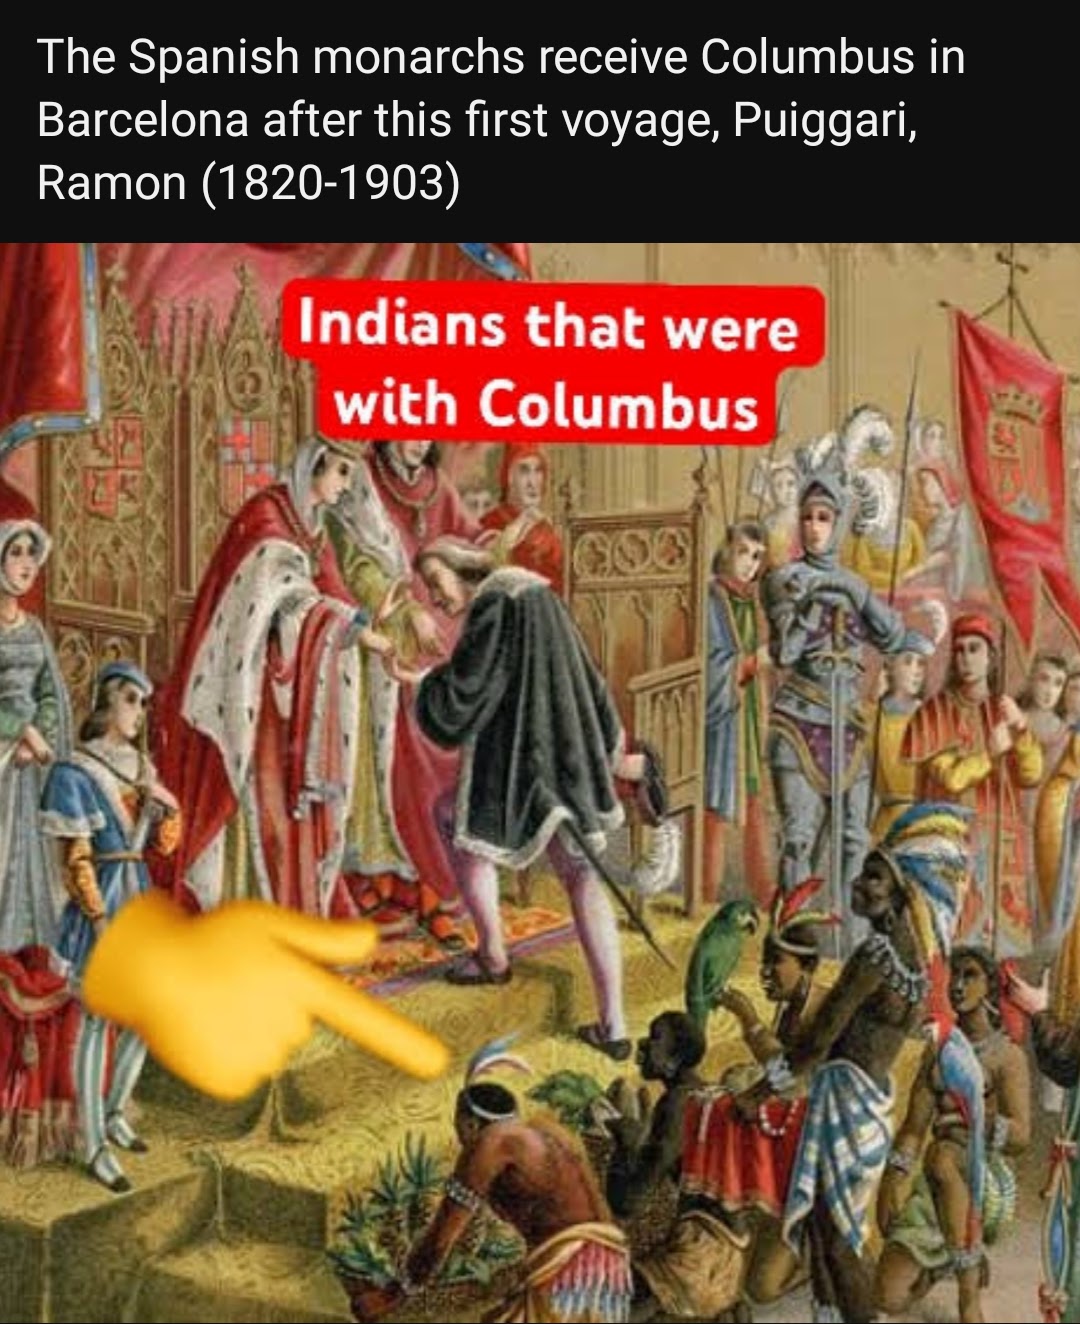 The Spanish monarchs receive Columbus in
Barcelona after this first voyage, Puiggari,
Ramon (1820-1903)
Indians that were
with Columbus